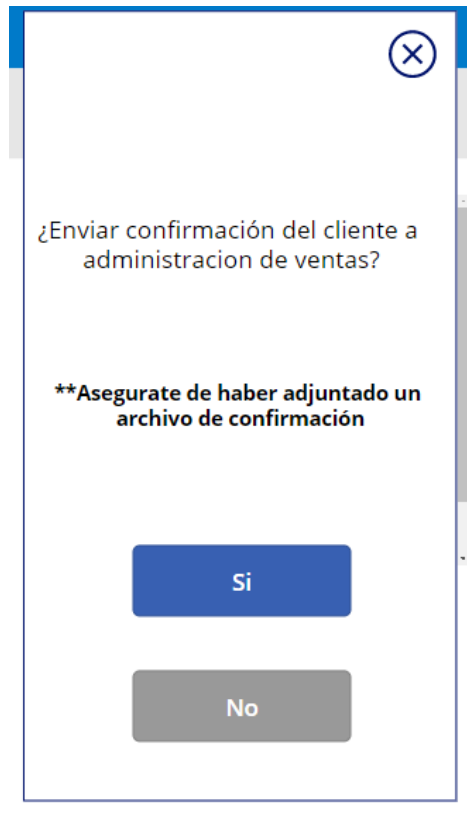 ¿Enviar confirmación del cliente a
administracion de ventas?
**Asegurate de haber adjuntado un
archivo de confirmación
Si
No